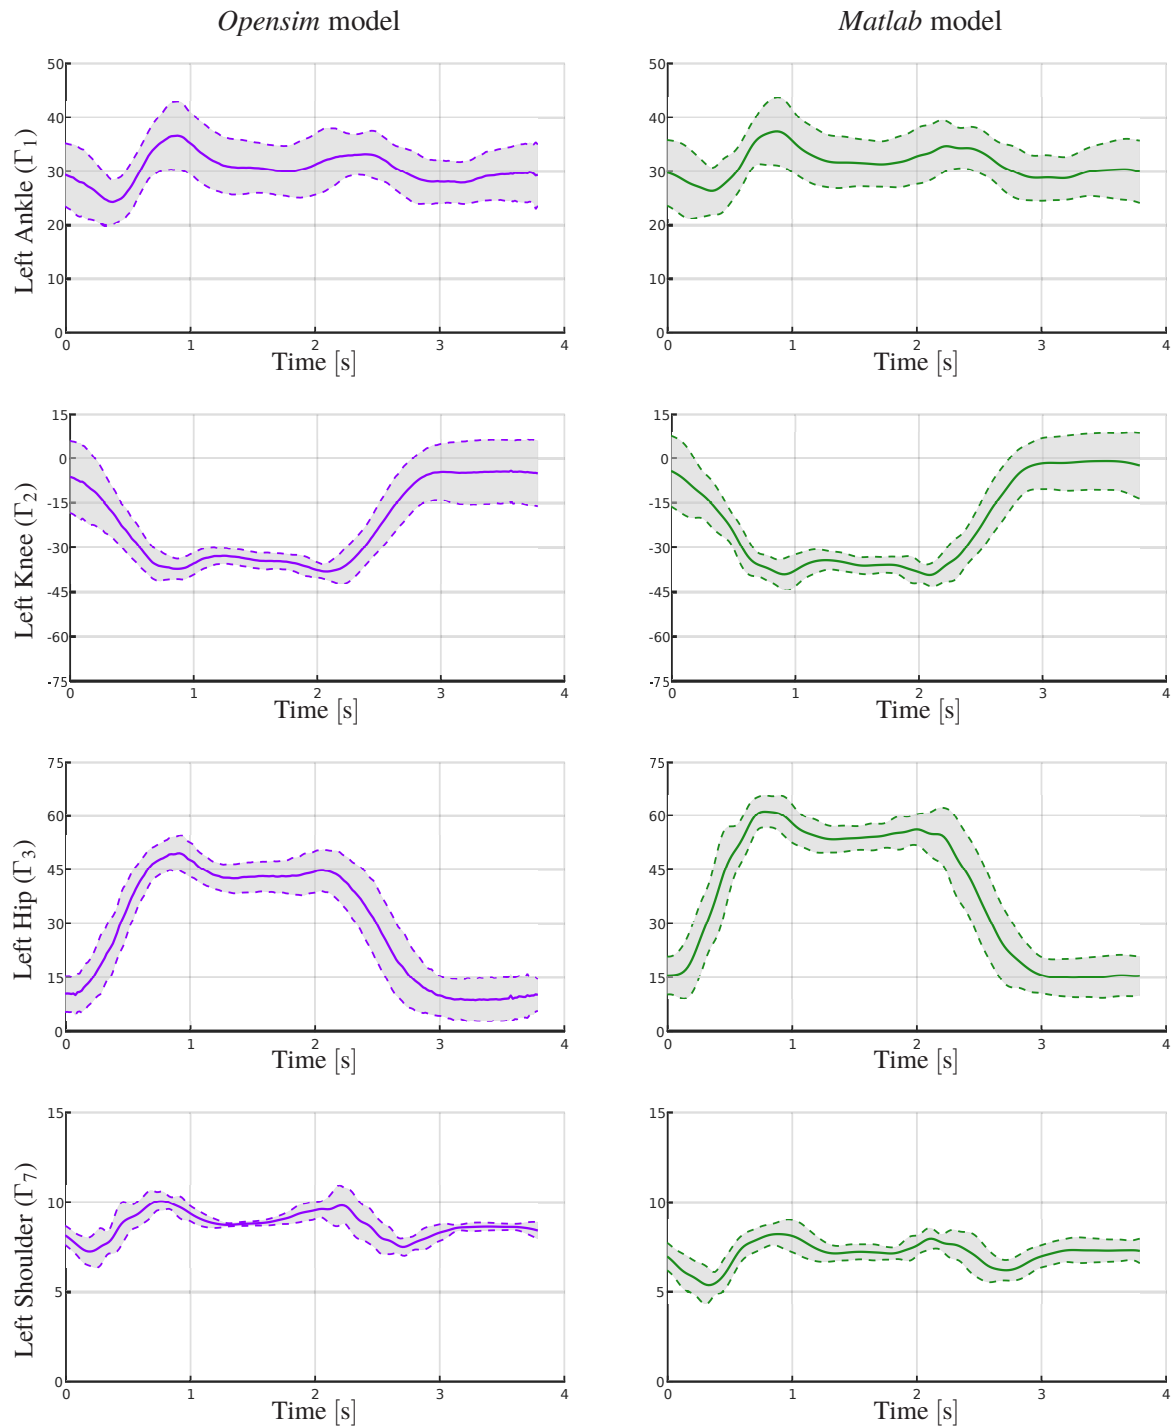 Opensim model
Matlab model
Left Ankle (Γ1)
50
40
30
20
10
0
0 1 2 3 4
Time [s]
50
40
30
20
10
0
0 1 2 3 4
Time [s]
Left Knee (Γ2)
15
0
-15
-30
-45
-60
-75
0 1 2 3 4
Time [s]
15
0
-15
-30
-45
-60
-75
0 1 2 3 4
Time [s]
Left Hip (Γ3)
75
60
45
30
15
0
0 1 2 3 4
Time [s]
75
60
45
30
15
0
0 1 2 3 4
Time [s]
Left Shoulder (Γ7)
15
10
5
0
0 1 2 3 4
Time [s]
15
10
5
0
0 1 2 3 4
Time [s]